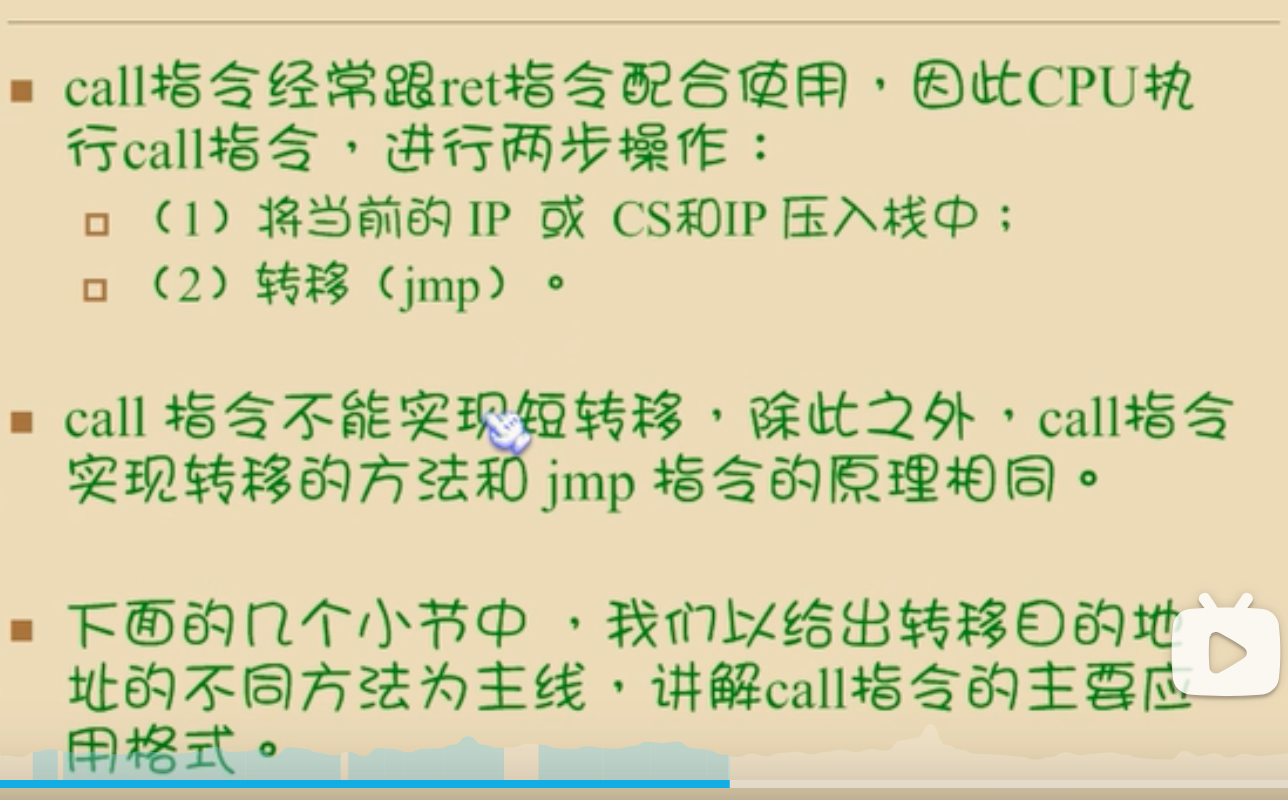 call指令经常跟ret指令配合使用，因此CPU执
行call指令，进行两步操作：
（1）将当前的 IP 或 CS和IP 压入栈中；
（2）转移（jmp）。
call 指令不能实现短转移，除此之外，call指令
实现转移的方法和 jmp 指令的原理相同。
下面的几个小节中 ，我们以给出转移目的地
址的不同方法为主线，讲解call指令的主要应
用格式。